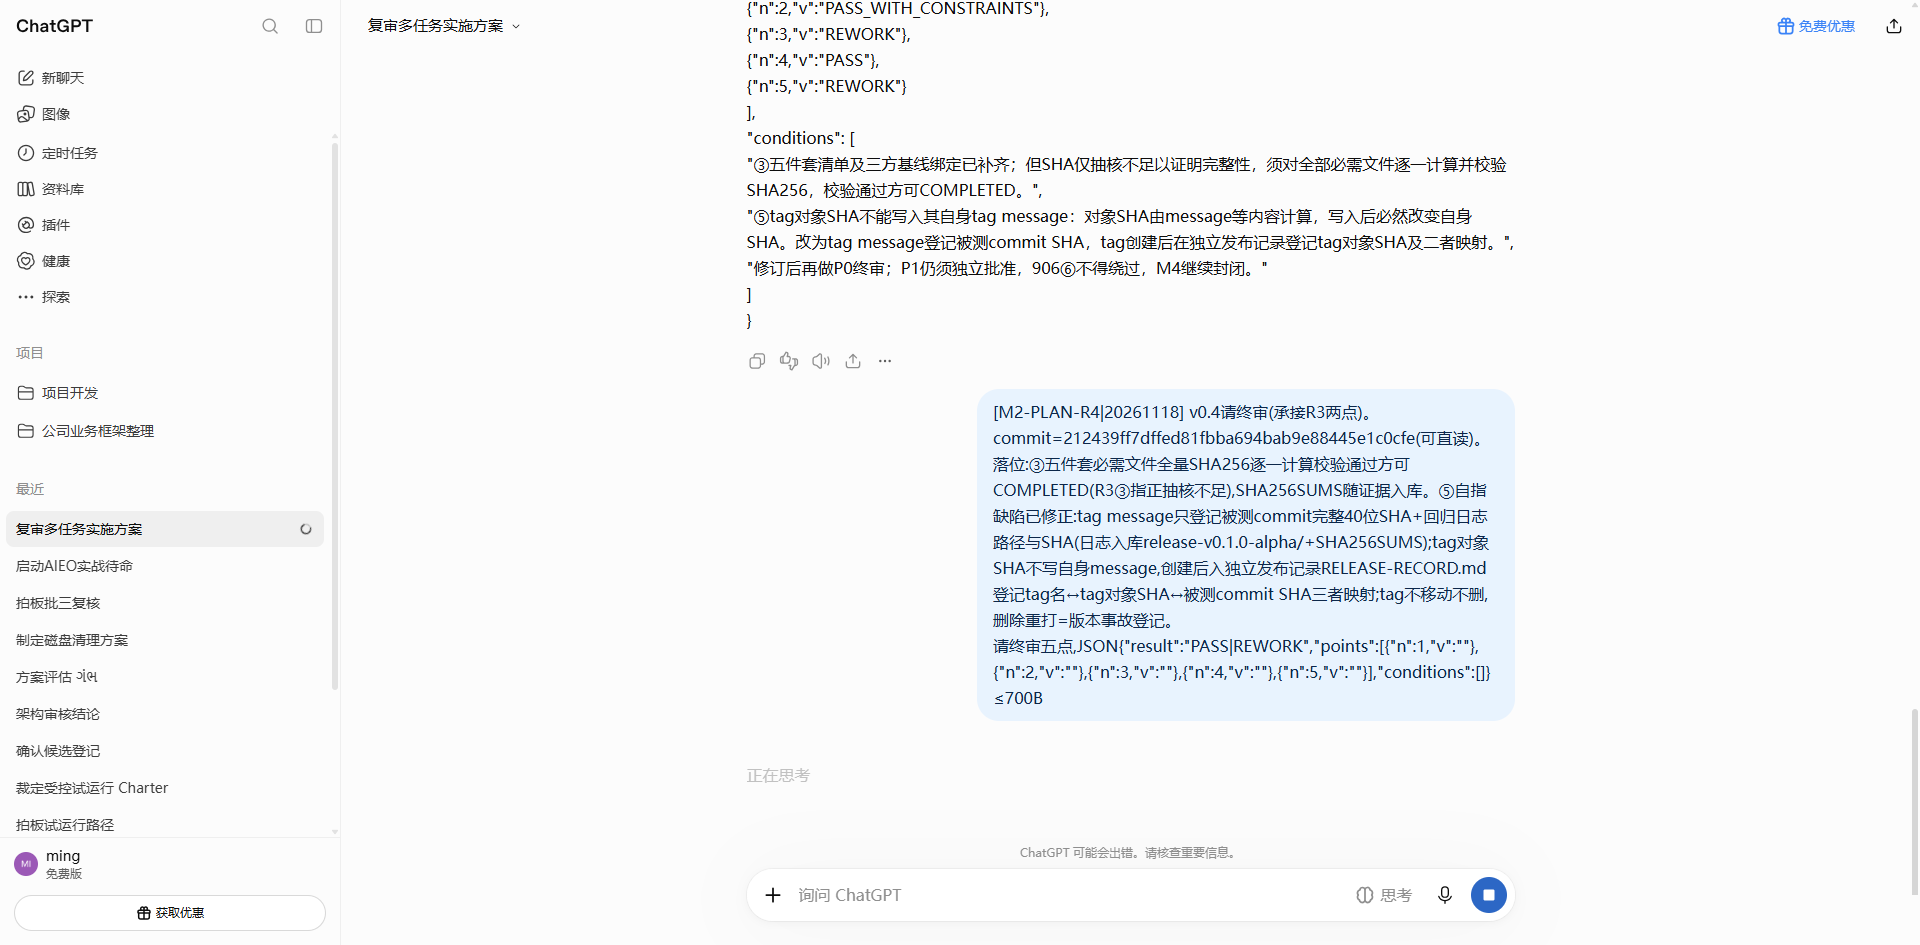 ChatGPT
新聊天
图像
定时任务
资料库
插件
健康
探索
项目
项目开发
公司业务框架整理
最近
复审多任务实施方案
启动AIEO实战待命
拍板批三复核
制定磁盘清理方案
方案评估
架构审核结论
确认候选登记
裁定受控试运行 Charter
拍板试运行路径
MI
ming
免费版
获取优惠
复审多任务实施方案
免费优惠
{"n":2,"v":"PASS_WITH_CONSTRAINTS"},
{"n":3,"v":"REWORK"},
{"n":4,"v":"PASS"},
{"n":5,"v":"REWORK"}
],
"conditions": [
"③五件套清单及三方基线绑定已补齐；但SHA仅抽核不足以证明完整性，须对全部必需文件逐一计算并校验
SHA256，校验通过方可COMPLETED。",
"⑤tag对象SHA不能写入其自身tag message：对象SHA由message等内容计算，写入后必然改变自身
SHA。改为tag message登记被测commit SHA，tag创建后在独立发布记录登记tag对象SHA及二者映射。",
"修订后再做P0终审；P1仍须独立批准，906⑥不得绕过，M4继续封闭。"
]
}
[M2-PLAN-R4|20261118] v0.4请终审(承接R3两点)。
commit=212439ff7dffed81fbba694bab9e88445e1c0cfe(可直读)。
落位:③五件套必需文件全量SHA256逐一计算校验通过方可
COMPLETED(R3③指正抽核不足),SHA256SUMS随证据入库。⑤自指
缺陷已修正:tag message只登记被测commit完整40位SHA+回归日志
路径与SHA(日志入库release-v0.1.0-alpha/+SHA256SUMS);tag对象
SHA不写自身message,创建后入独立发布记录RELEASE-RECORD.md
登记tag名↔tag对象SHA↔被测commit SHA三者映射;tag不移动不删,
删除重打=版本事故登记。
请终审五点,JSON{"result":"PASS|REWORK","points":[{"n":1,"v":""},
{"n":2,"v":""},{"n":3,"v":""},{"n":4,"v":""},{"n":5,"v":""}],"conditions":[]}
≤700B
正在思考
ChatGPT 可能会出错。请核查重要信息。
询问 ChatGPT
思考